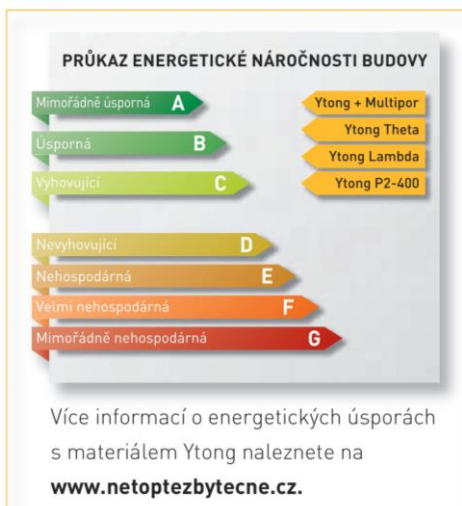 PRŮKAZ ENERGETICKÉ NÁROČNOSTI BUDOVY
Mimořádně úsporná A
Úsporná B
Vyhovující C
Ytong + Multipor
Ytong Theta
Ytong Lambda
Ytong P2-400
Nevyhovující D
Nehospodárná E
Velmi nehospodárná F
Mimořádně nehospodárná G
Více informací o energetických úsporách
s materiálem Ytong naleznete na
www.netoptezbytecne.cz.